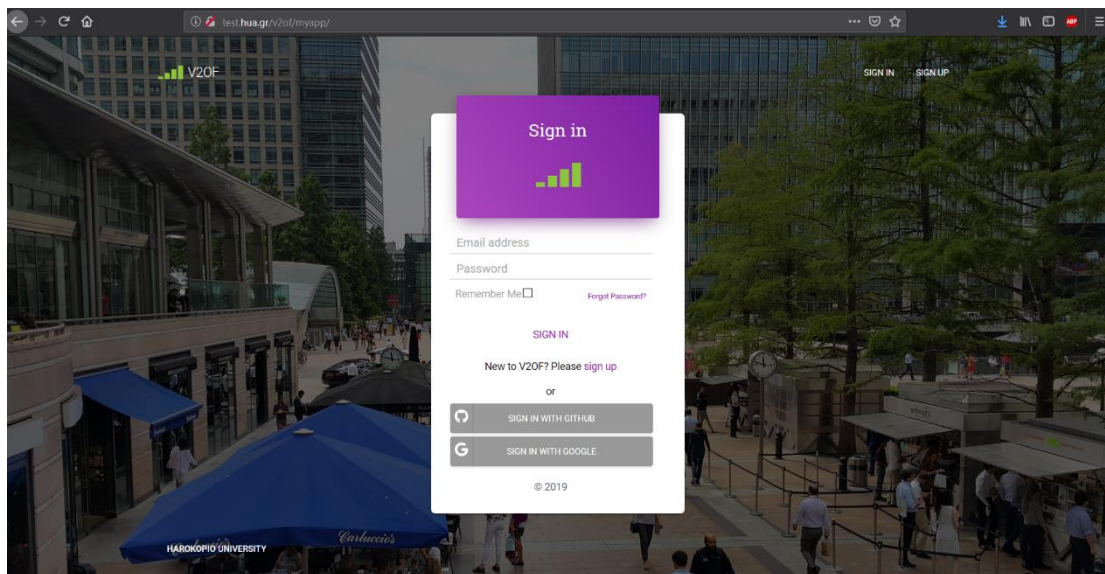 test.hua.gr/v2of/myapp/
ABP
V2OF
SIGN IN
SIGN UP
Sign in
Email address
Password
Remember Me
Forgot Password?
SIGN IN
New to V2OF? Please sign up
or
SIGN IN WITH GITHUB
SIGN IN WITH GOOGLE
© 2019
Carluccio's
HAROKOPIO UNIVERSITY